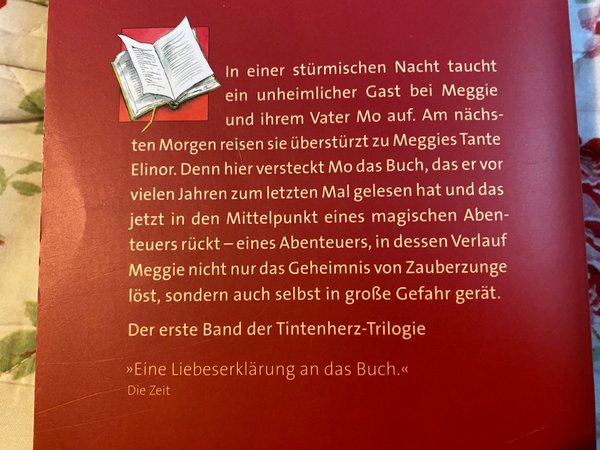 In einer stürmischen Nacht taucht
ein unheimlicher Gast bei Meggie
und ihrem Vater Mo auf. Am nächs-
ten Morgen reisen sie überstürzt zu Meggies Tante
Elinor. Denn hier versteckt Mo das Buch, das er vor
vielen Jahren zum letzten Mal gelesen hat und das
jetzt in den Mittelpunkt eines magischen Aben-
teuers rückt – eines Abenteuers, in dessen Verlauf
Meggie nicht nur das Geheimnis von Zauberzunge
löst, sondern auch selbst in große Gefahr gerät.
Der erste Band der Tintenherz-Trilogie
»Eine Liebeserklärung an das Buch.«
Die Zeit